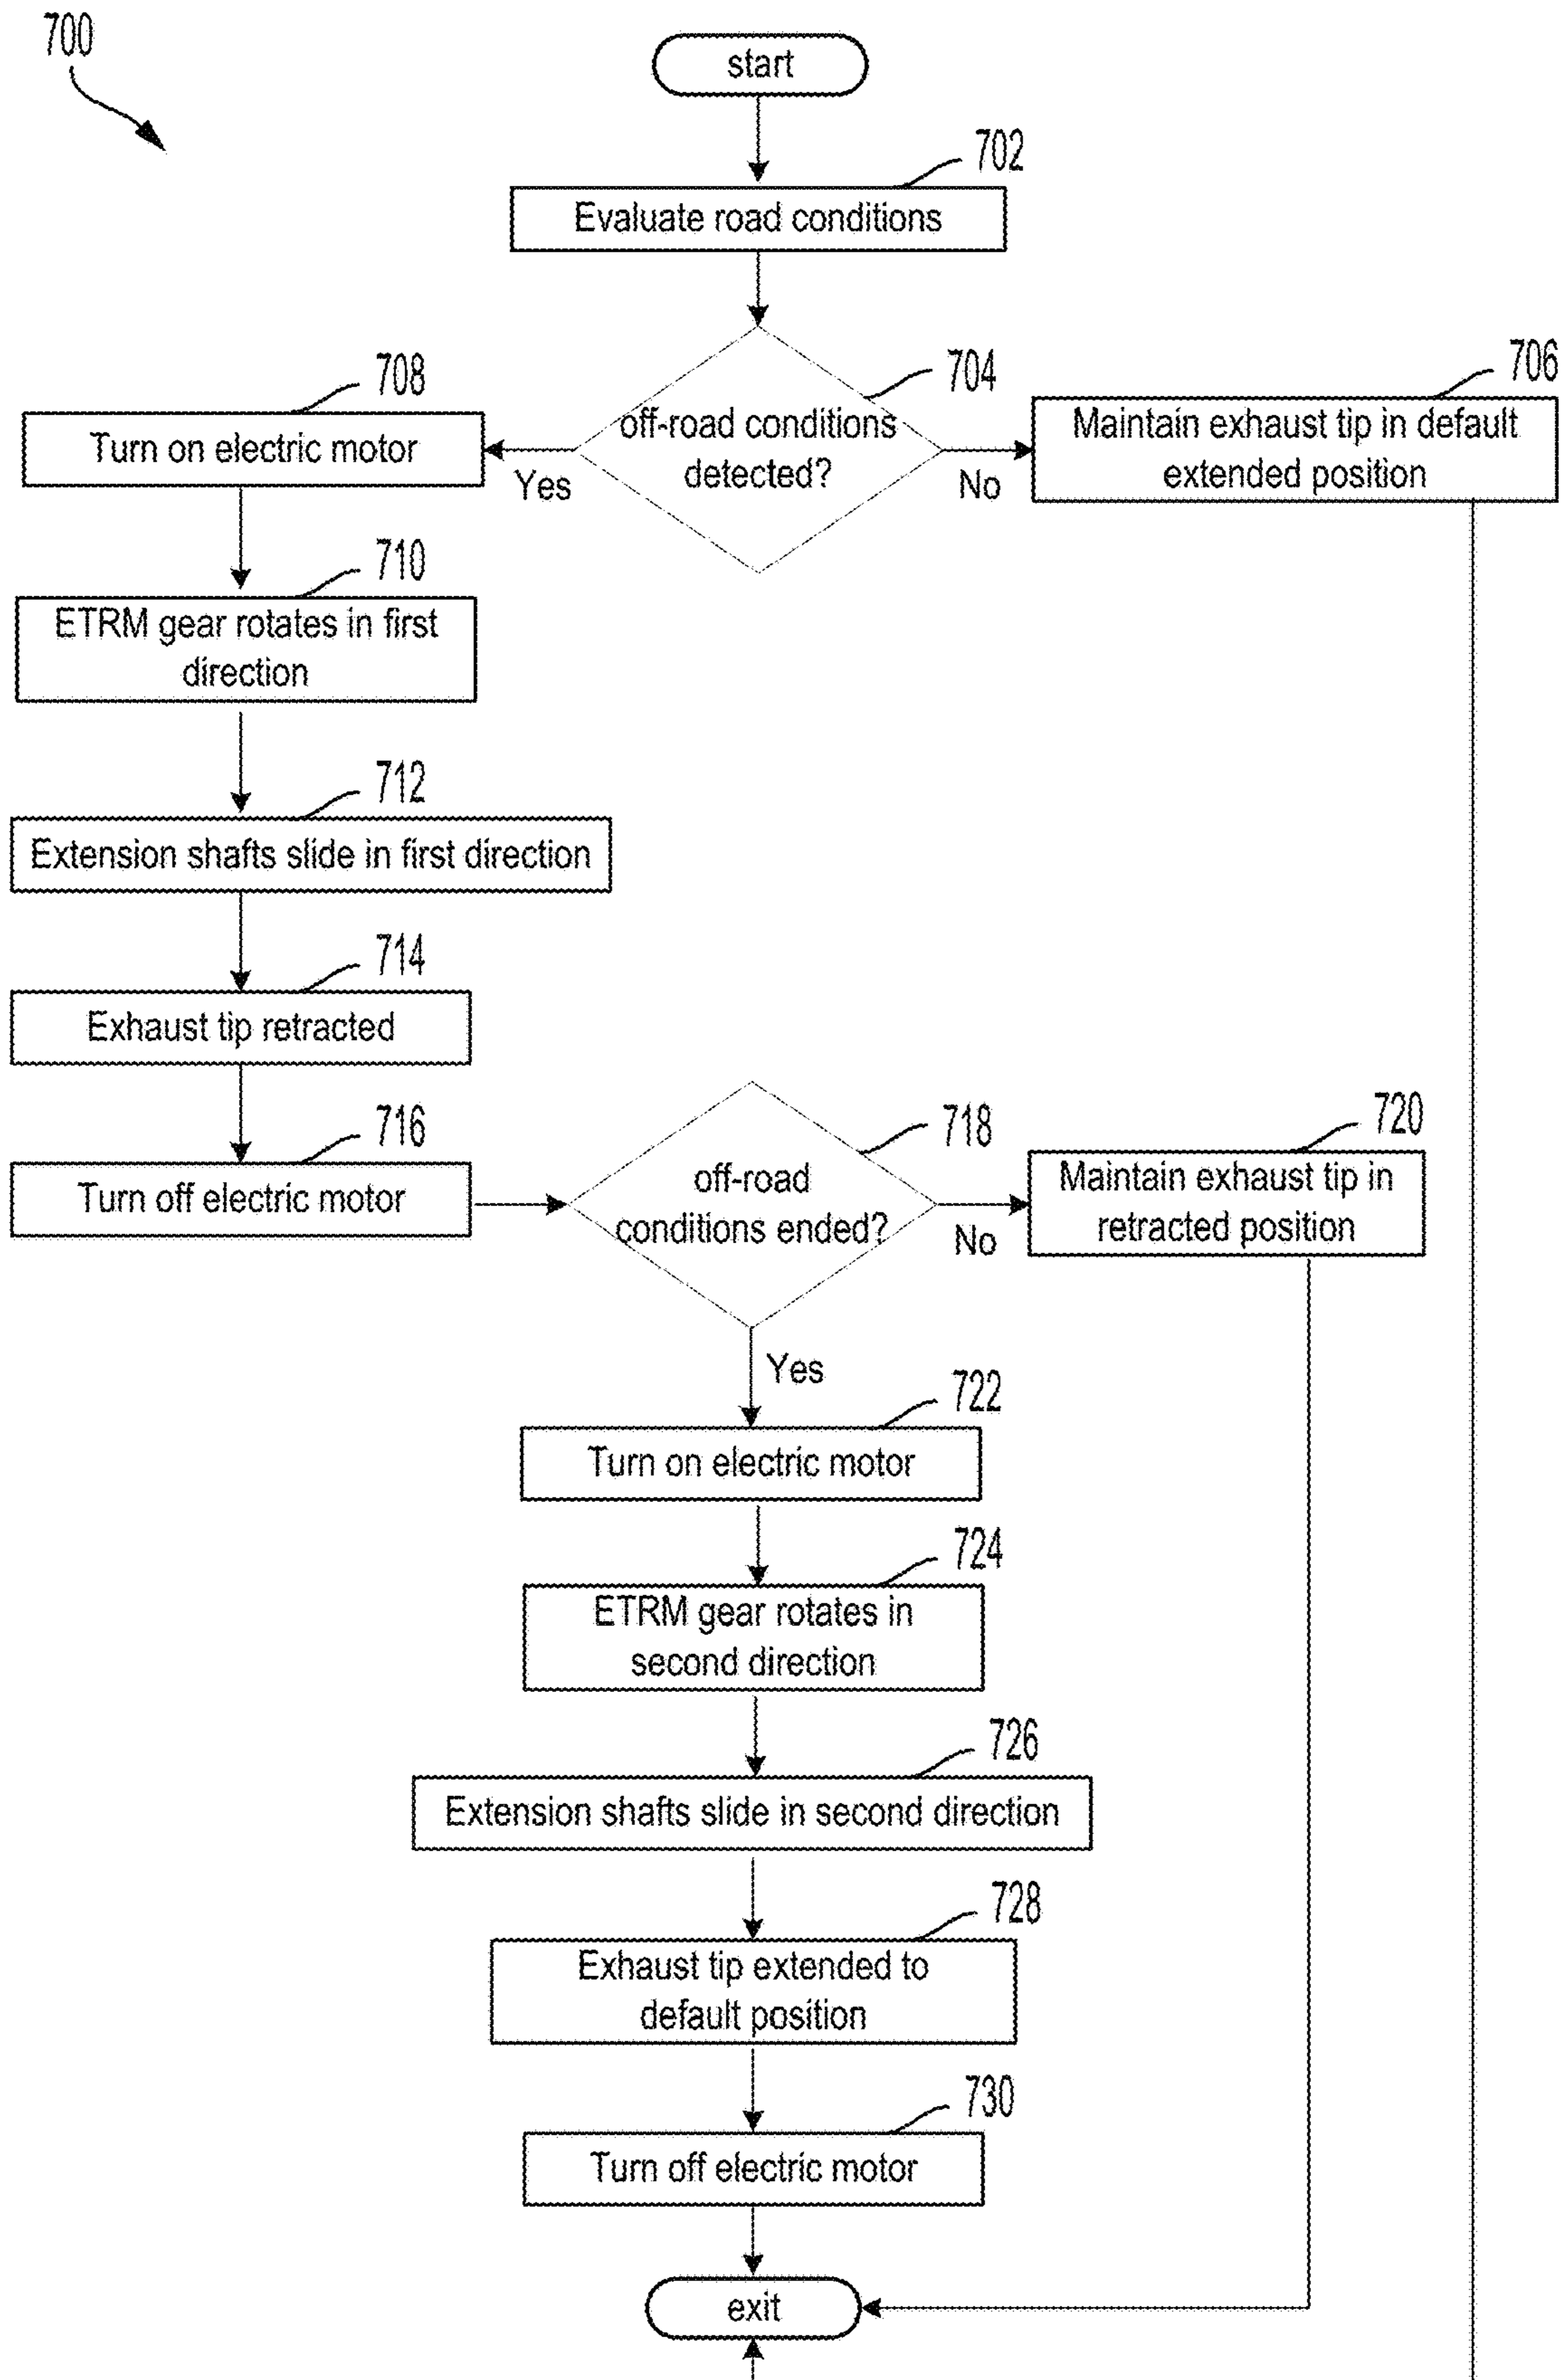 700
start
702
Evaluate road conditions
704
off-road conditions
detected?
Yes
No
706
Maintain exhaust tip in default
extended position
708
Turn on electric motor
710
ETRM gear rotates in first
direction
712
Extension shafts slide in first direction
714
Exhaust tip retracted
716
Turn off electric motor
718
off-road
conditions ended?
No
720
Maintain exhaust tip in
retracted position
Yes
722
Turn on electric motor
724
ETRM gear rotates in
second direction
726
Extension shafts slide in second direction
728
Exhaust tip extended to
default position
730
Turn off electric motor
exit